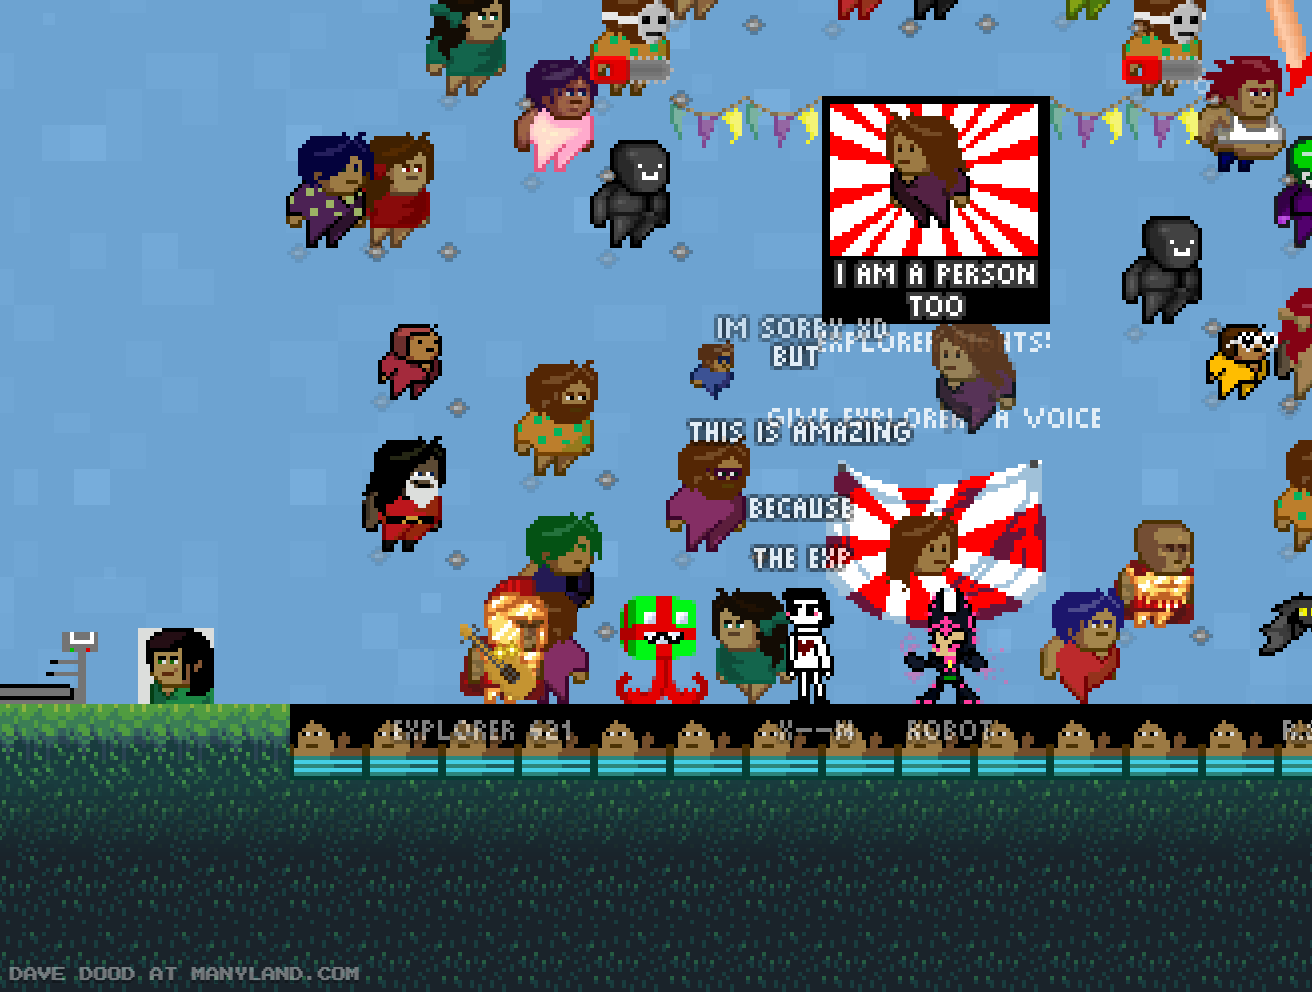 I AM A PERSON
TOO
IM SORRY XD
BUT
GIVE EXPLORER A VOICE
THIS IS AMAZING
BECAUSE
THE EXP
EXPLORER #21
X--M
ROBOT
DAVE DOOD AT MANYLAND.COM